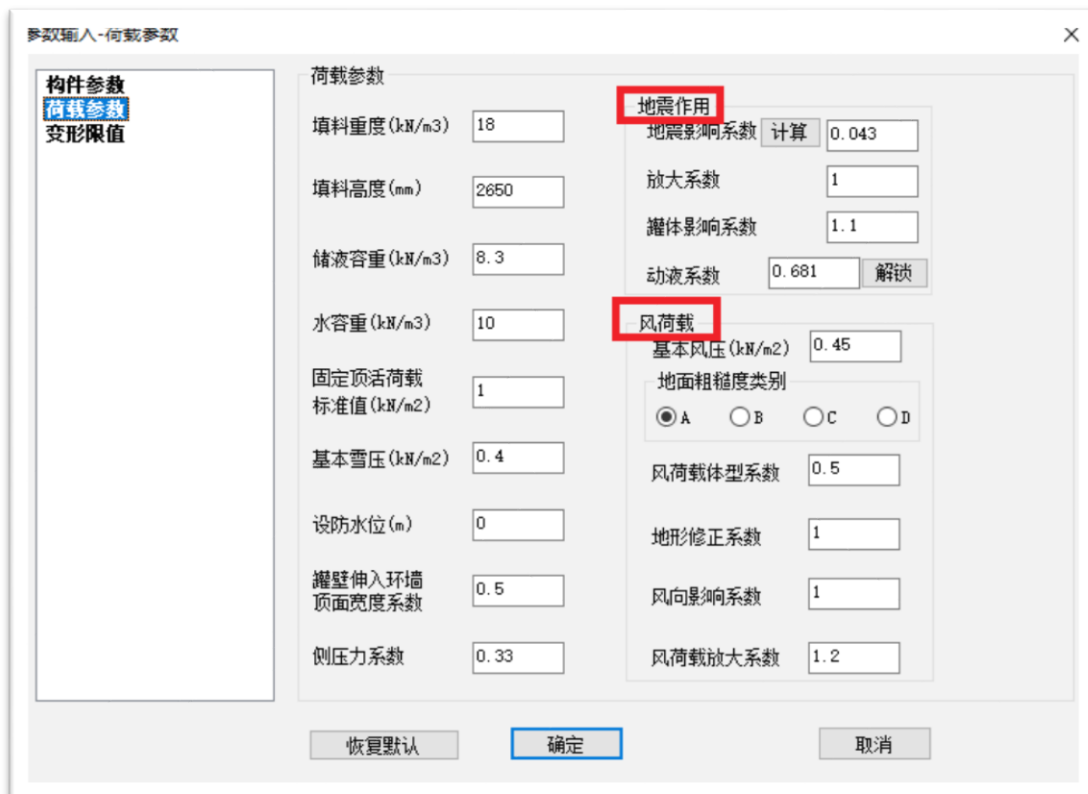 参数输入-荷载参数
构件参数
荷载参数
变形限值
荷载参数
填料重度(kN/m3) 18
填料高度(mm) 2650
储液容重(kN/m3) 8.3
水容重(kN/m3) 10
固定顶活荷载
标准值(kN/m2) 1
基本雪压(kN/m2) 0.4
设防水位(m) 0
罐壁伸入环墙
顶面宽度系数 0.5
侧压力系数 0.33
地震作用
地震影响系数 计算 0.043
放大系数 1
罐体影响系数 1.1
动液系数 0.681 解锁
风荷载
基本风压(kN/m2) 0.45
地面粗糙度类别
A B C D
风荷载体型系数 0.5
地形修正系数 1
风向影响系数 1
风荷载放大系数 1.2
恢复默认 确定 取消